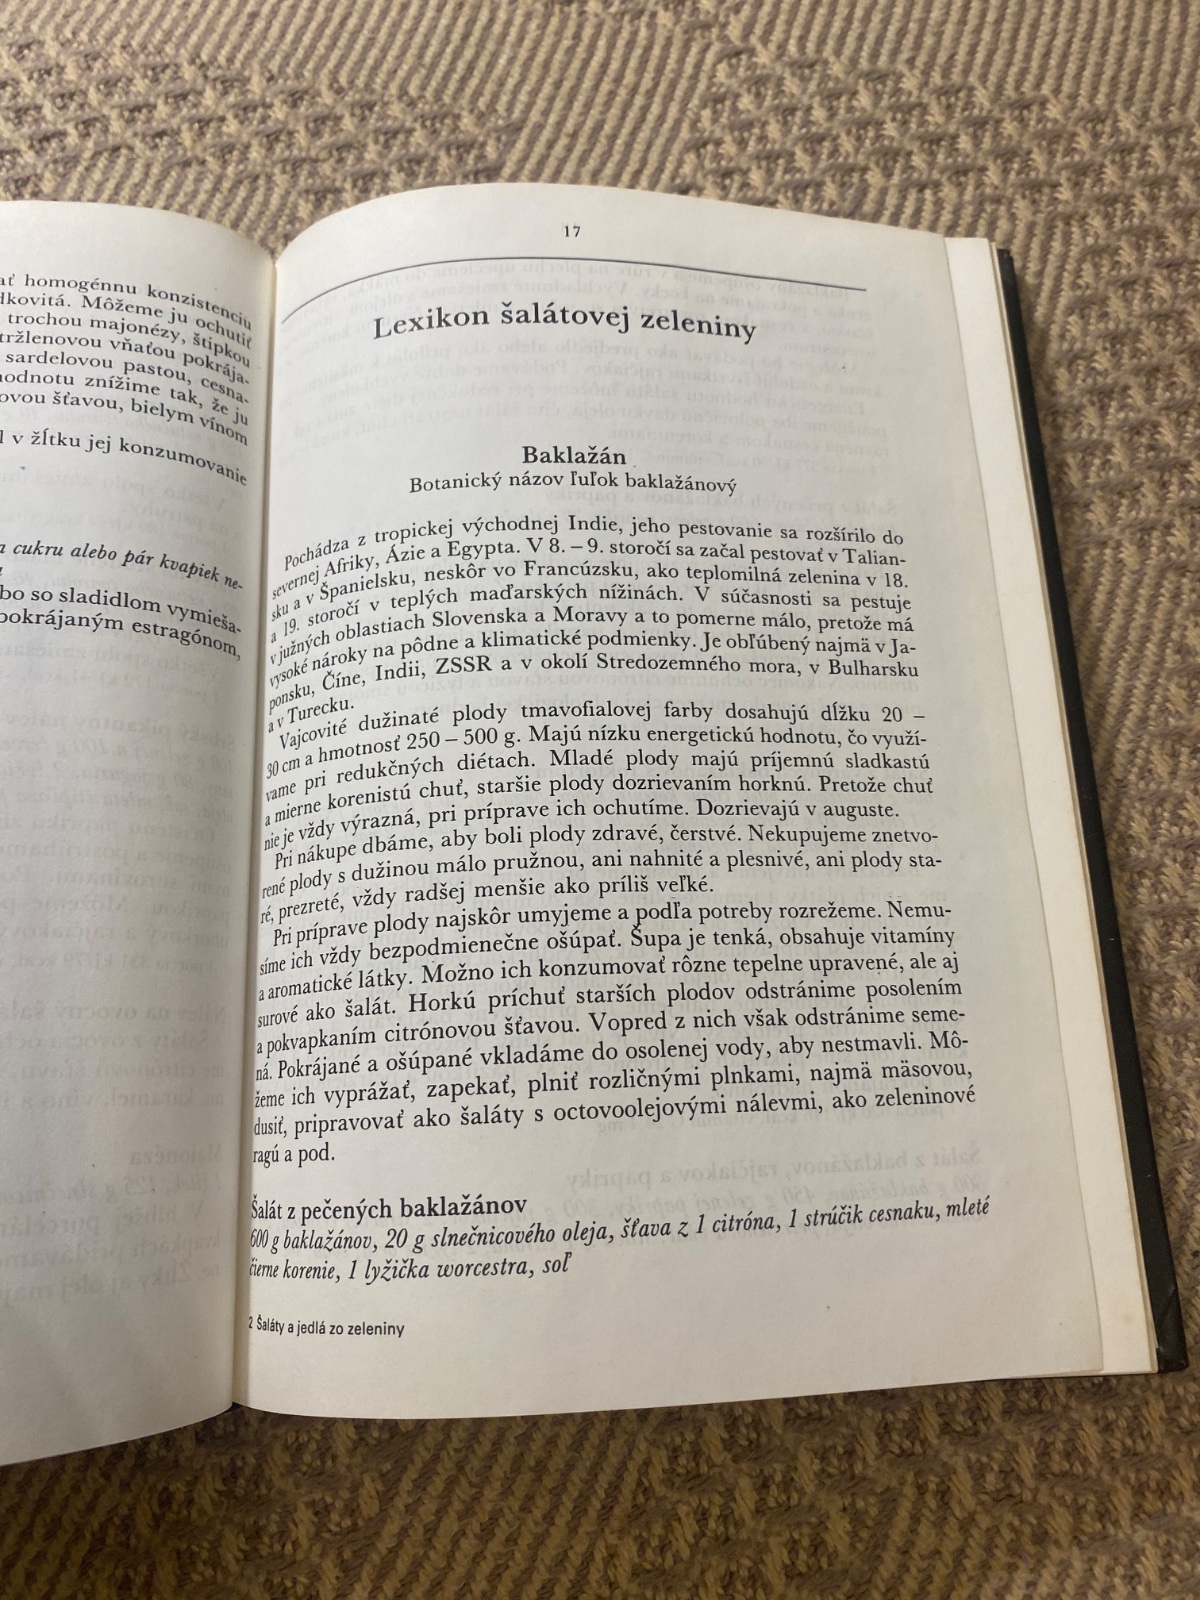 ať homogénnu konzistenciu
dkovitá. Môžeme ju ochutiť
trochou majonézy, štipkou
tržlenovou vňaťou pokrája-
sardelovou pastou, cesna-
odnotu znížime tak, že ju
ovou šťavou, bielym vínom
l v žĺtku jej konzumovanie
a cukru alebo pár kvapiek ne-
bo so sladidlom vymieša-
pokrájaným estragónom,
17
Lexikon šalátovej zeleniny
Baklažán
Botanický názov ľuľok baklažánový
Pochádza z tropickej východnej Indie, jeho pestovanie sa rozšírilo do
severnej Afriky, Ázie a Egypta. V 8. – 9. storočí sa začal pestovať v Talian-
sku a v Španielsku, neskôr vo Francúzsku, ako teplomilná zelenina v 18.
a 19. storočí v teplých maďarských nížinách. V súčasnosti sa pestuje
v južných oblastiach Slovenska a Moravy a to pomerne málo, pretože má
vysoké nároky na pôdne a klimatické podmienky. Je obľúbený najmä v Ja-
ponsku, Číne, Indii, ZSSR a v okolí Stredozemného mora, v Bulharsku
a v Turecku.
Vajcovité dužinaté plody tmavofialovej farby dosahujú dĺžku 20 –
30 cm a hmotnosť 250 – 500 g. Majú nízku energetickú hodnotu, čo využí-
vame pri redukčných diétach. Mladé plody majú príjemnú sladkastú
a mierne korenistú chuť, staršie plody dozrievaním horknú. Pretože chuť
nie je vždy výrazná, pri príprave ich ochutíme. Dozrievajú v auguste.
Pri nákupe dbáme, aby boli plody zdravé, čerstvé. Nekupujeme znetvo-
rené plody s dužinou málo pružnou, ani nahnité a plesnivé, ani plody sta-
ré, prezreté, vždy radšej menšie ako príliš veľké.
Pri príprave plody najskôr umyjeme a podľa potreby rozrežeme. Nemu-
síme ich vždy bezpodmienečne ošúpať. Šupa je tenká, obsahuje vitamíny
a aromatické látky. Možno ich konzumovať rôzne tepelne upravené, ale aj
surové ako šalát. Horkú príchuť starších plodov odstránime posolením
a pokvapkaním citrónovou šťavou. Vopred z nich však odstránime seme-
ná. Pokrájané a ošúpané vkladáme do osolenej vody, aby nestmavli. Mô-
žeme ich vyprážať, zapekať, plniť rozličnými plnkami, najmä mäsovou,
dusiť, pripravovať ako šaláty s octovoolejovými nálevmi, ako zeleninové
ragú a pod.
Šalát z pečených baklažánov
600 g baklažánov, 20 g slnečnicového oleja, šťava z 1 citróna, 1 strúčik cesnaku, mleté
čierne korenie, 1 lyžička worcestra, soľ
2 Šaláty a jedlá zo zeleniny